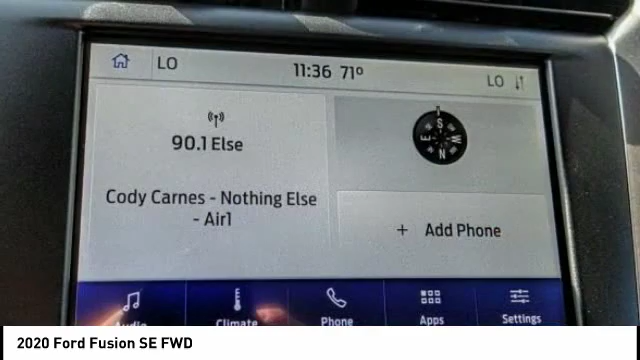 LO
11:36 71°
LO
90.1 Else
Cody Carnes - Nothing Else
- Air1
S
E W
N
+ Add Phone
Audio
Climate
Phone
Apps
Settings
2020 Ford Fusion SE FWD